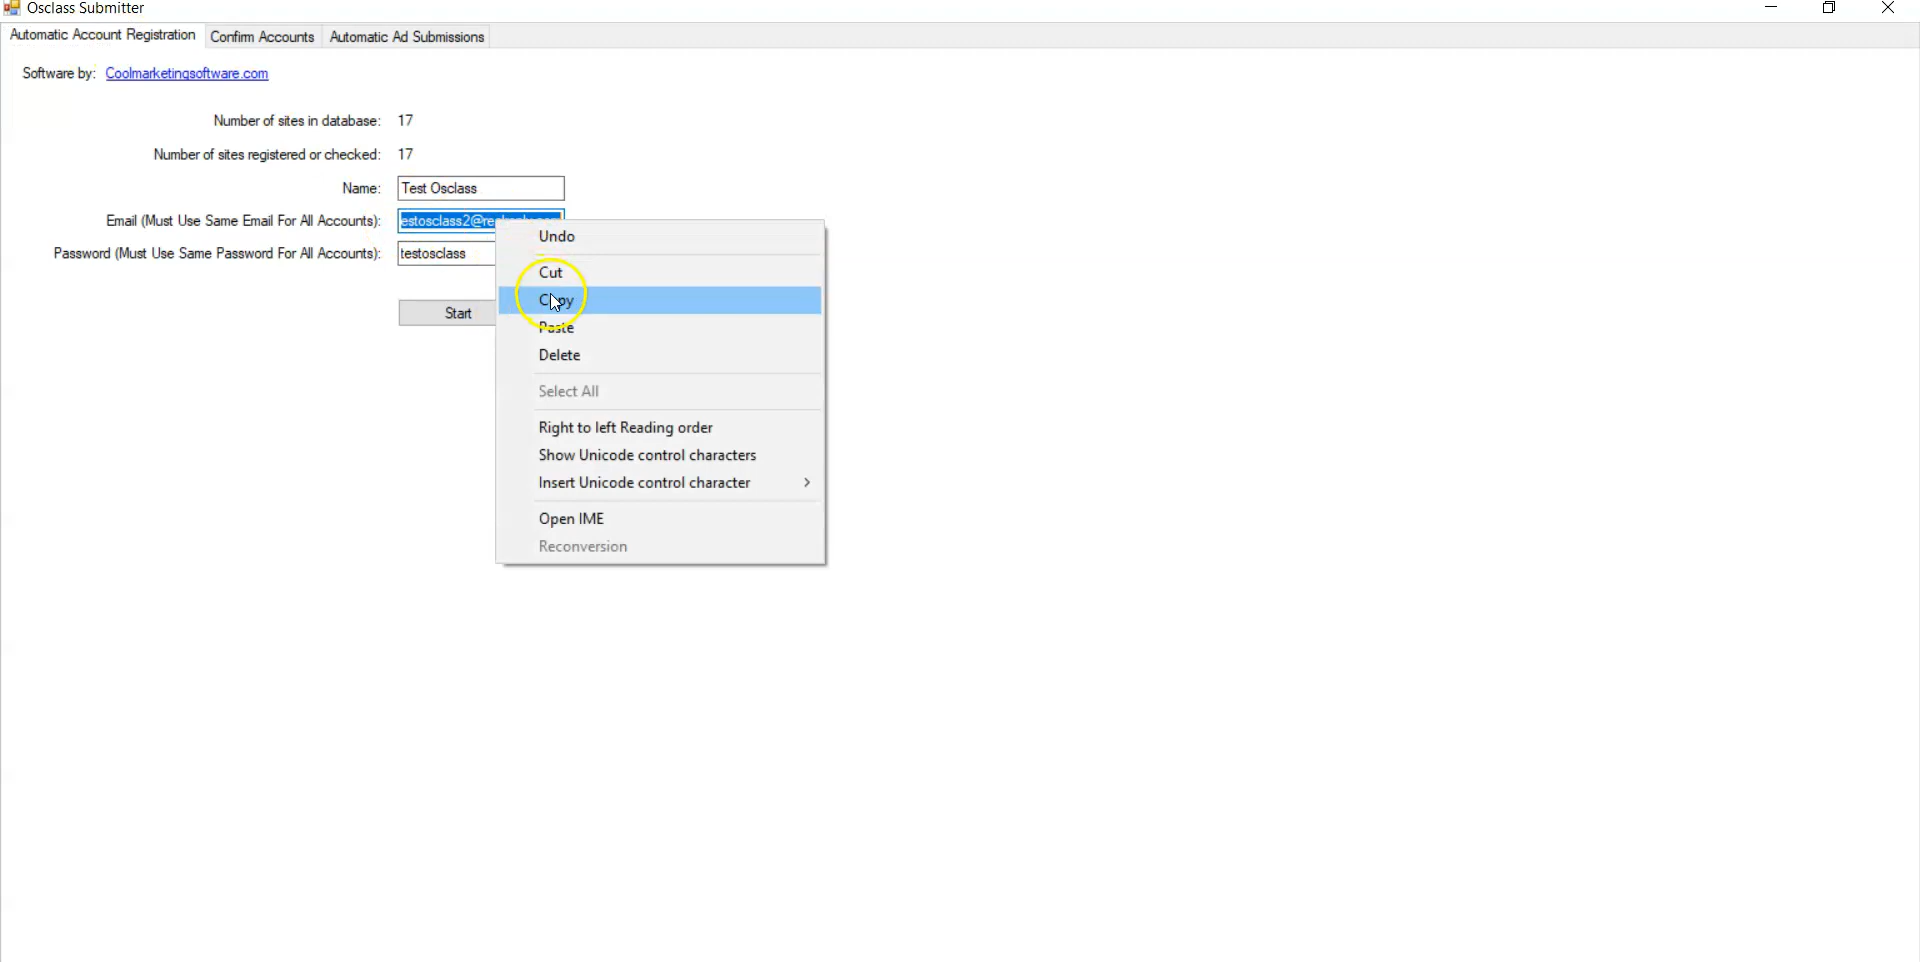 Osclass Submitter
Automatic Account Registration Confirm Accounts Automatic Ad Submissions
Software by: Coolmarketingsoftware.com
Number of sites in database: 17
Number of sites registered or checked: 17
Name: Test Osclass
Email (Must Use Same Email For All Accounts):
Password (Must Use Same Password For All Accounts): testosclass
Start
Undo
Cut
Copy
Paste
Delete
Select All
Right to left Reading order
Show Unicode control characters
Insert Unicode control character
Open IME
Reconversion